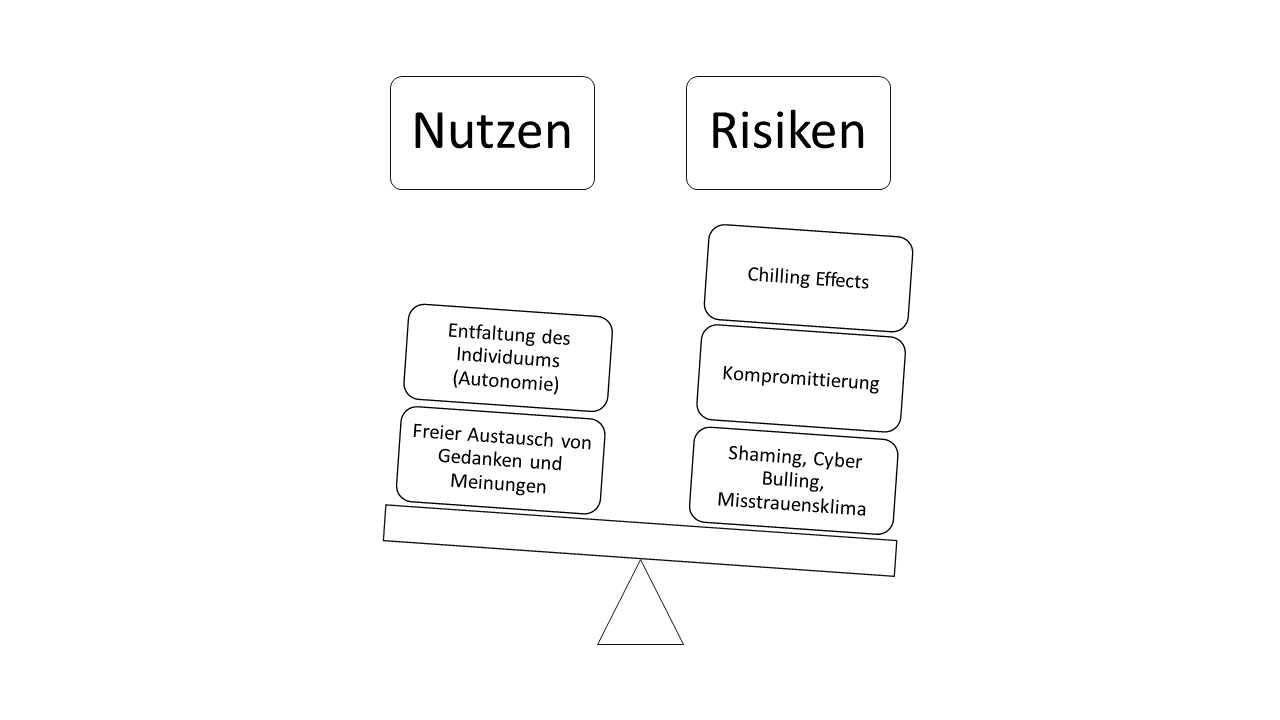 Nutzen
Risiken
Entfaltung des
Individuums
(Autonomie)
Freier Austausch von
Gedanken und
Meinungen
Chilling Effects
Kompromittierung
Shaming, Cyber
Bulling,
Misstrauensklima